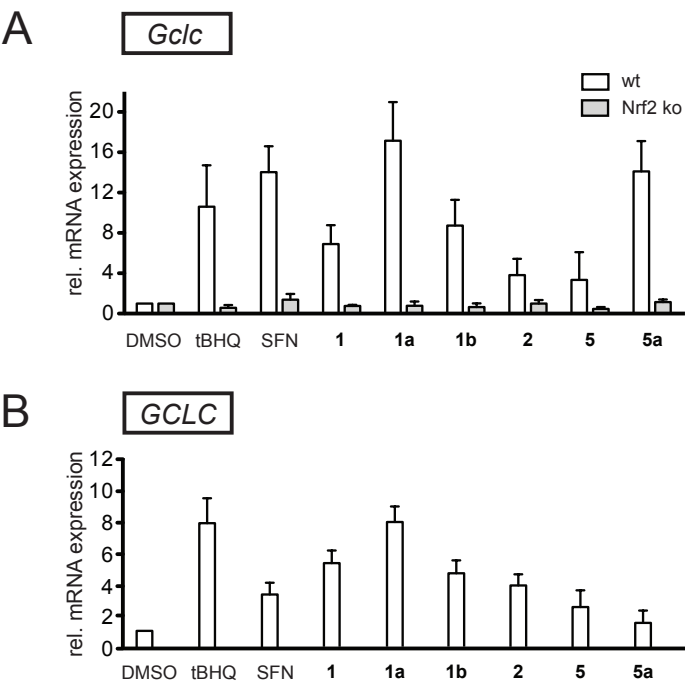 A
Gclc
wt
Nrf2 ko
rel. mRNA expression
20
16
12
8
4
0
DMSO tBHQ SFN 1 1a 1b 2 5 5a
B
GCLC
rel. mRNA expression
12
10
8
6
4
2
0
DMSO tBHQ SFN 1 1a 1b 2 5 5a